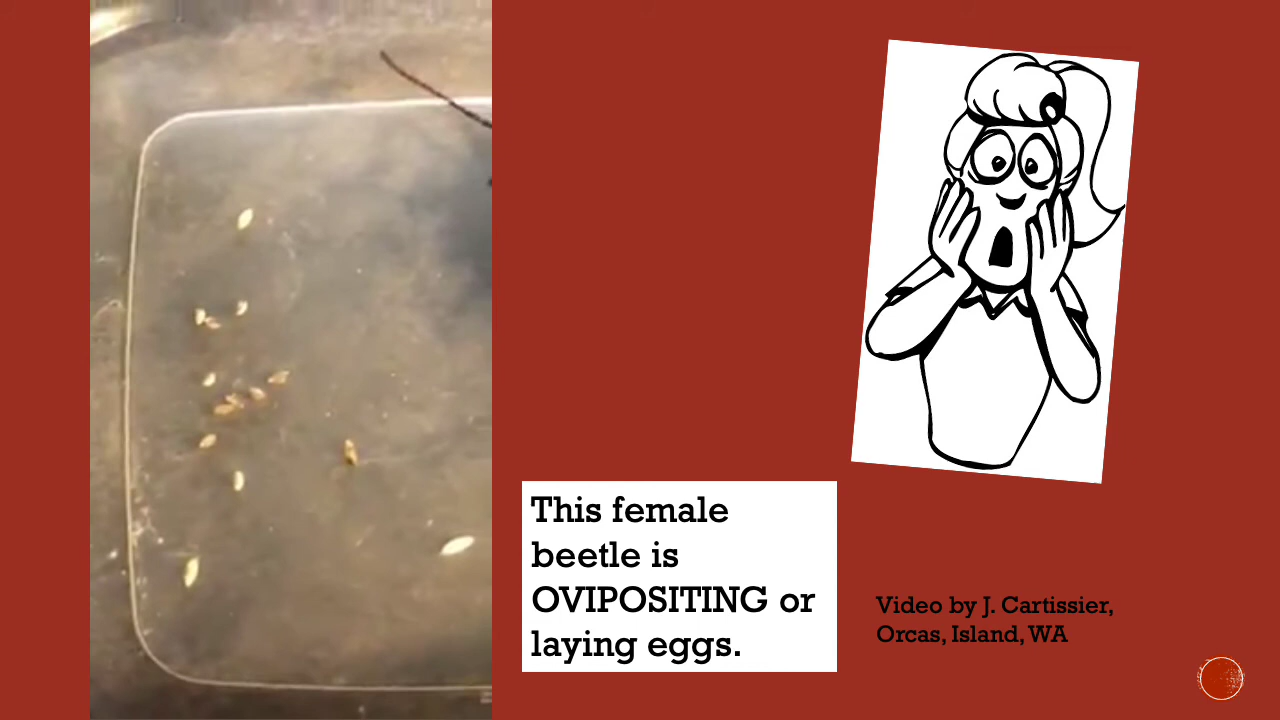 This female
beetle is
OVIPOSITING or
laying eggs.
Video by J. Cartissier,
Orcas, Island, WA